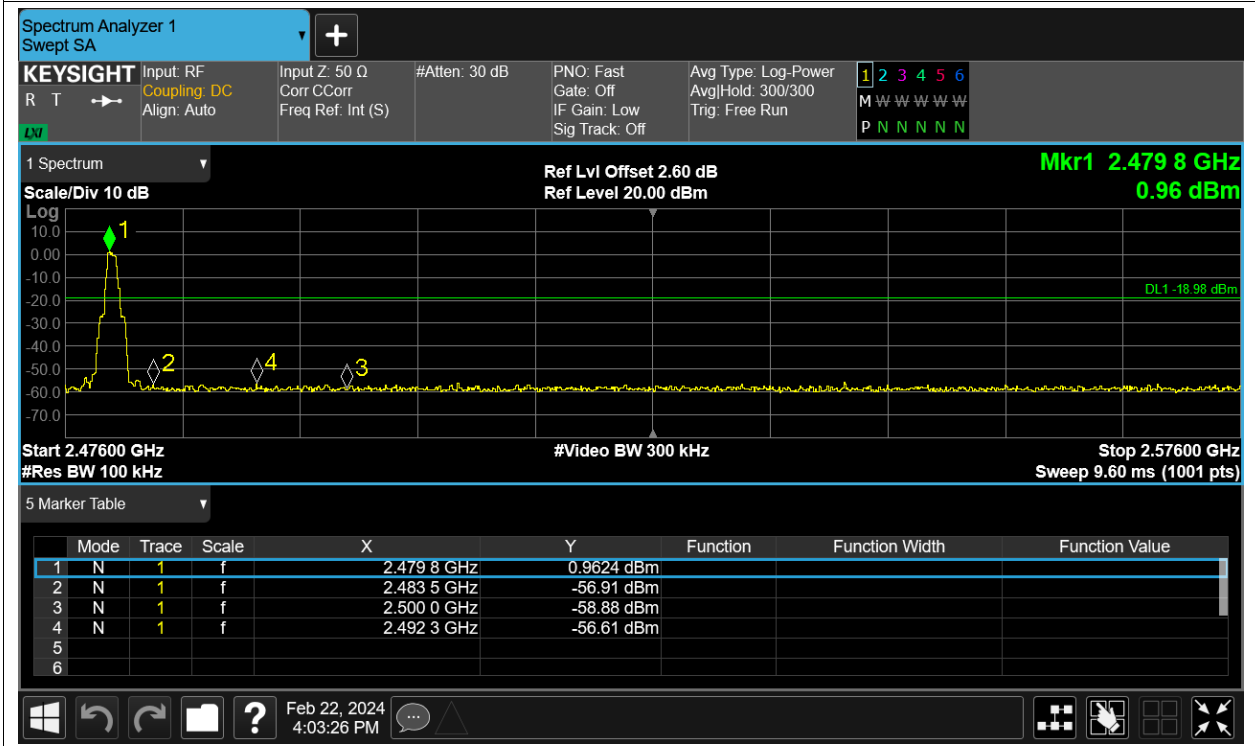 Spectrum Analyzer 1
Swept SA
+
KEYSIGHT Input: RF Input Z: 50 Ω #Atten: 30 dB PNO: Fast Avg Type: Log-Power 1 2 3 4 5 6
R T Coupling: DC Corr CCorr Gate: Off Avg|Hold: 300/300 M W W W W W
Align: Auto Freq Ref: Int (S) IF Gain: Low Trig: Free Run
LXI Sig Track: Off P N N N N N
1 Spectrum Ref Lvl Offset 2.60 dB Mkr1 2.479 8 GHz
Scale/Div 10 dB Ref Level 20.00 dBm 0.96 dBm
Log
10.0 1
0.00
-10.0
DL1 -18.98 dBm
-20.0
-30.0
-40.0
2 4 3
-50.0
-60.0
-70.0
Start 2.47600 GHz #Video BW 300 kHz Stop 2.57600 GHz
#Res BW 100 kHz Sweep 9.60 ms (1001 pts)
5 Marker Table
Mode Trace Scale X Y Function Function Width Function Value
1 N 1 f 2.479 8 GHz 0.9624 dBm
2 N 1 f 2.483 5 GHz -56.91 dBm
3 N 1 f 2.500 0 GHz -58.88 dBm
4 N 1 f 2.492 3 GHz -56.61 dBm
5
6
? Feb 22, 2024
4:03:26 PM